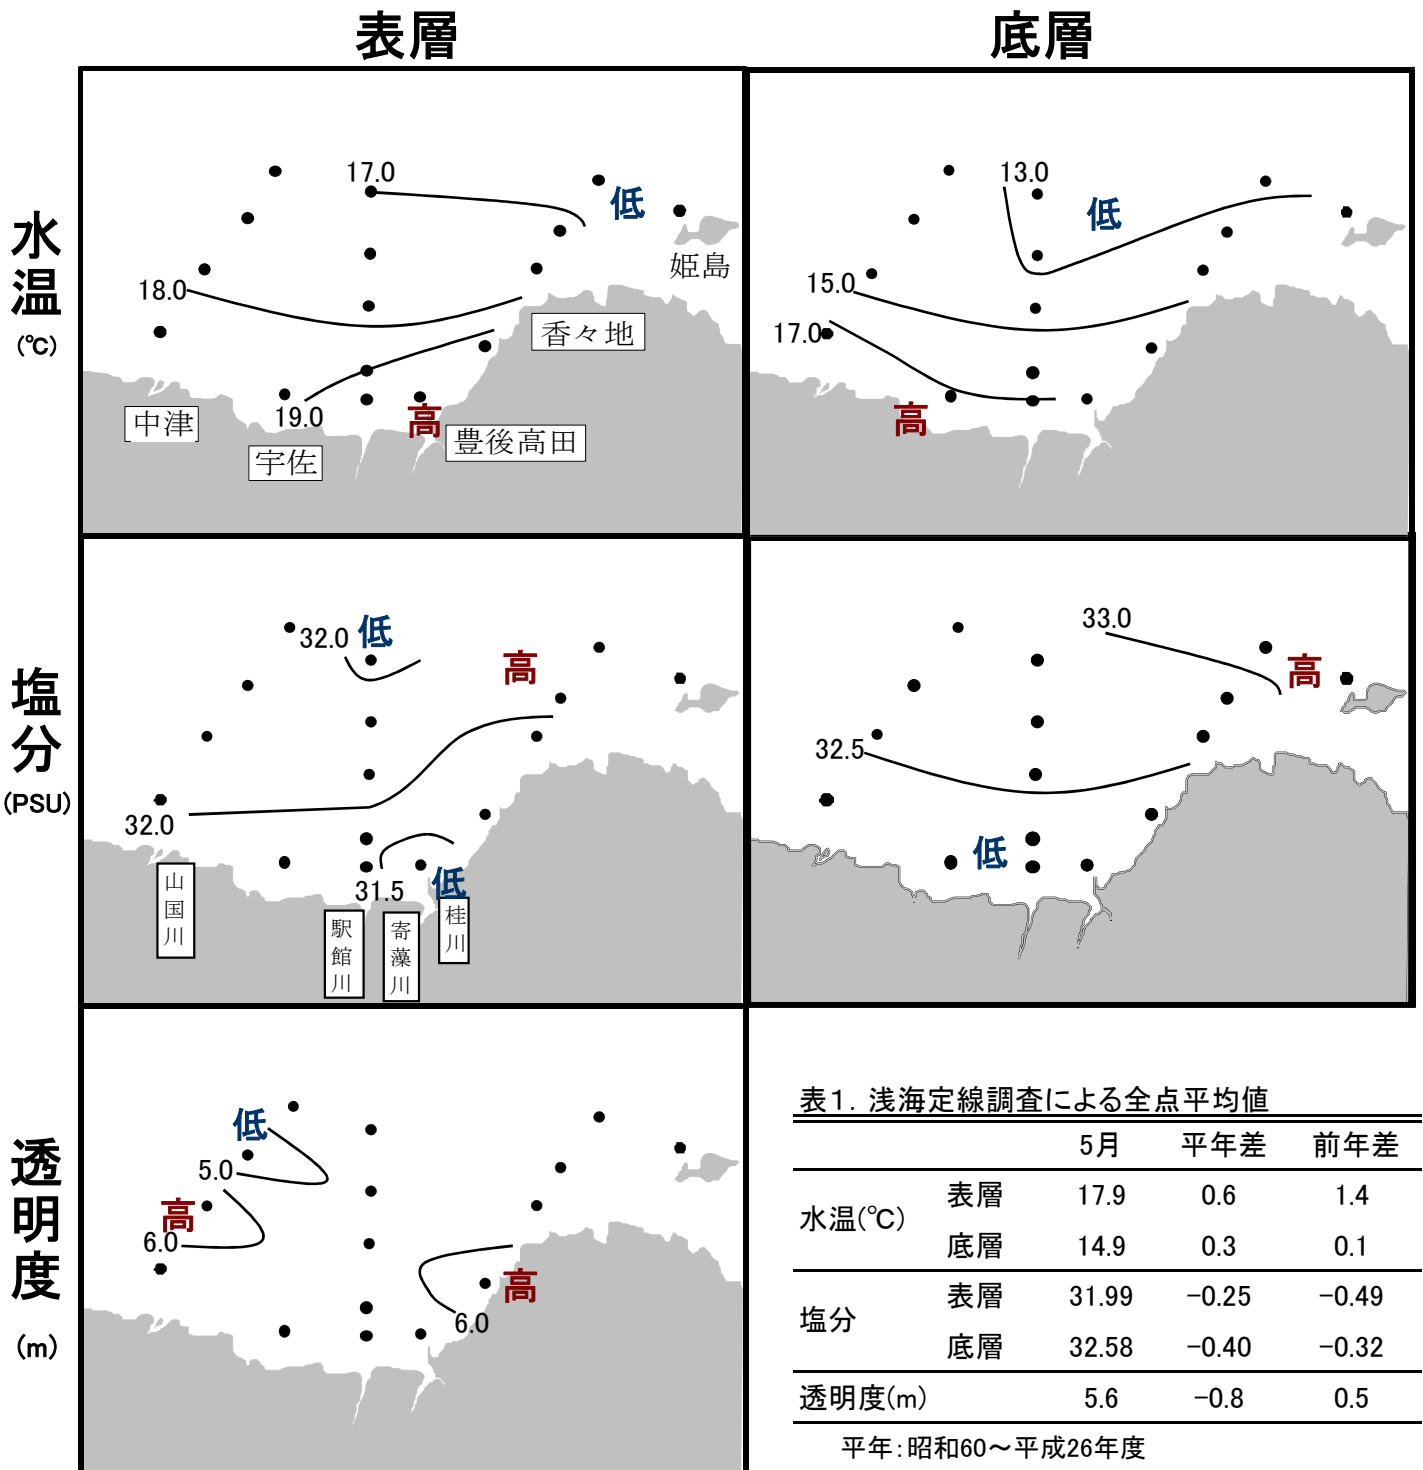 表層
底層
水温
(℃)
17.0
低
姫島
18.0
香々地
19.0
高
中津
宇佐
豊後高田
13.0
低
15.0
17.0
高
塩分
(PSU)
32.0
低
高
32.0
31.5
低
山国川
駅館川
寄藻川
桂川
33.0
高
32.5
低
透明度
(m)
低
5.0
高
6.0
高
6.0
表1. 浅海定線調査による全点平均値
5月 平年差 前年差
水温(℃) 表層 17.9 0.6 1.4
底層 14.9 0.3 0.1
塩分 表層 31.99 -0.25 -0.49
底層 32.58 -0.40 -0.32
透明度(m) 5.6 -0.8 0.5
平年:昭和60～平成26年度